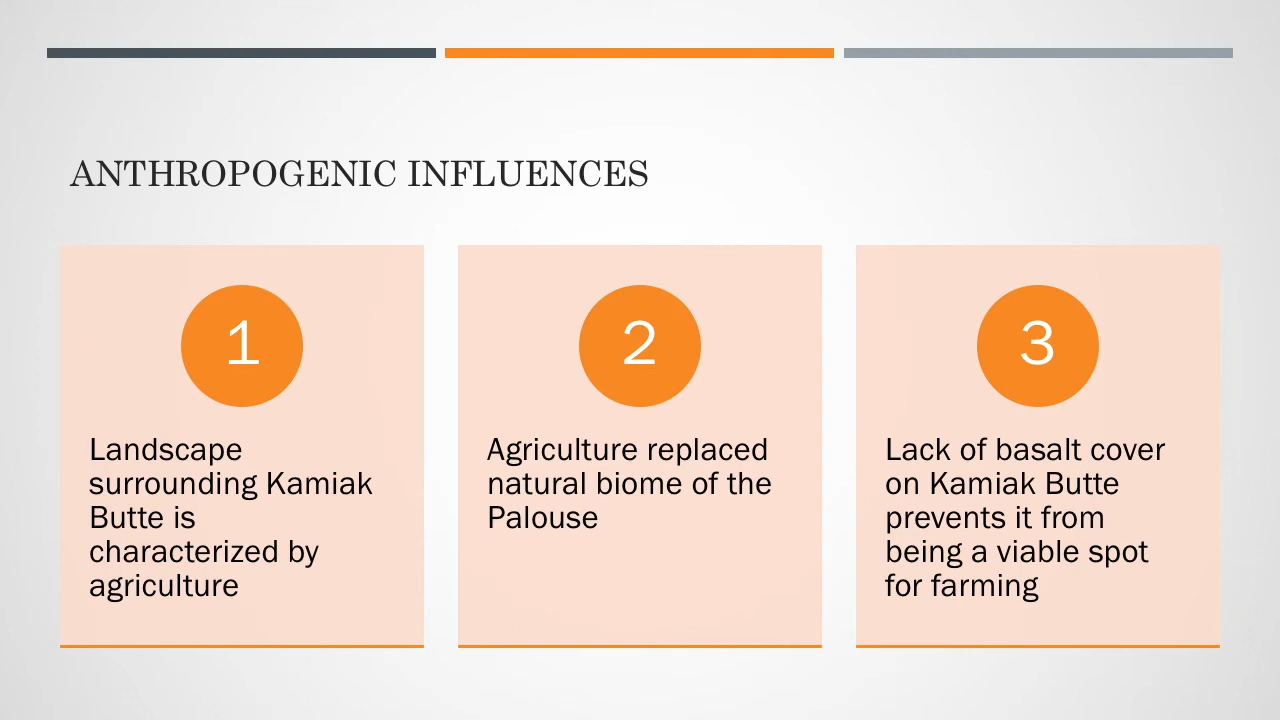 ANTHROPOGENIC INFLUENCES
1
Landscape
surrounding Kamiak
Butte is
characterized by
agriculture
2
Agriculture replaced
natural biome of the
Palouse
3
Lack of basalt cover
on Kamiak Butte
prevents it from
being a viable spot
for farming